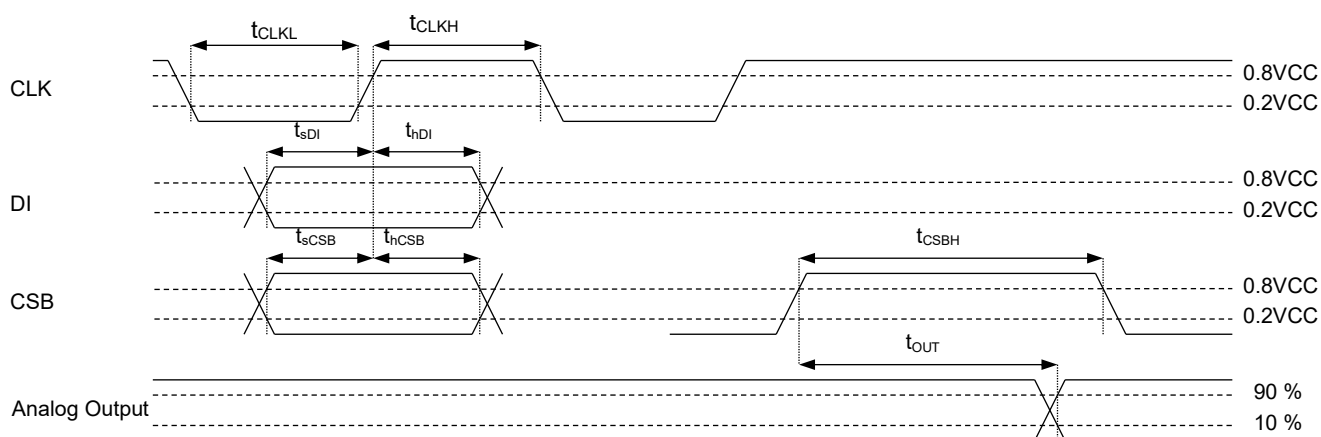 tCLKL
tCLKH
CLK
0.8VCC
0.2VCC
tsDI
thDI
DI
0.8VCC
0.2VCC
tsCSB
thCSB
tCSBH
CSB
0.8VCC
0.2VCC
tOUT
Analog Output
90 %
10 %